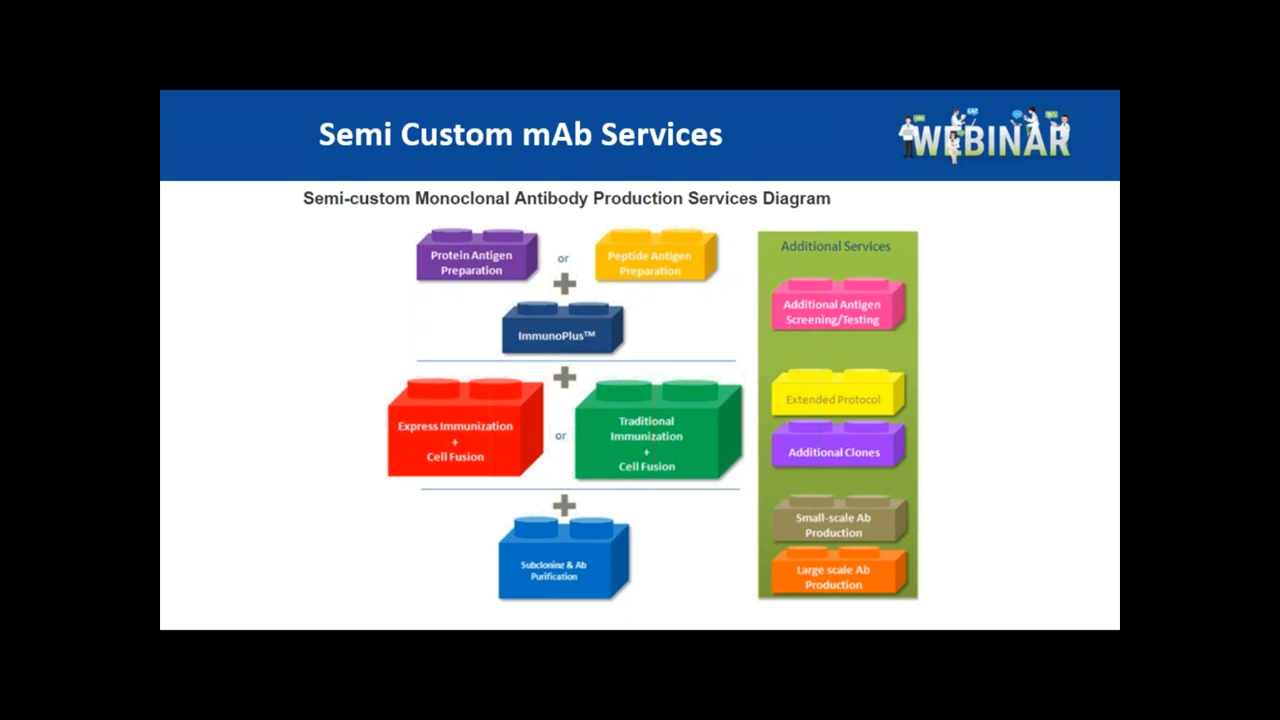 Semi Custom mAb Services
WEBINAR
Semi-custom Monoclonal Antibody Production Services Diagram
Protein Antigen
Preparation
or
Peptide Antigen
Preparation
ImmunoPlus™
Express Immunization
+
Cell Fusion
or
Traditional
Immunization
+
Cell Fusion
Subclonine & Ab
Purification
Additional Services
Additional Antigen
Screening/Testing
Extended Protocol
Additional Clones
Small-scale Ab
Production
Large scale Ab
Production